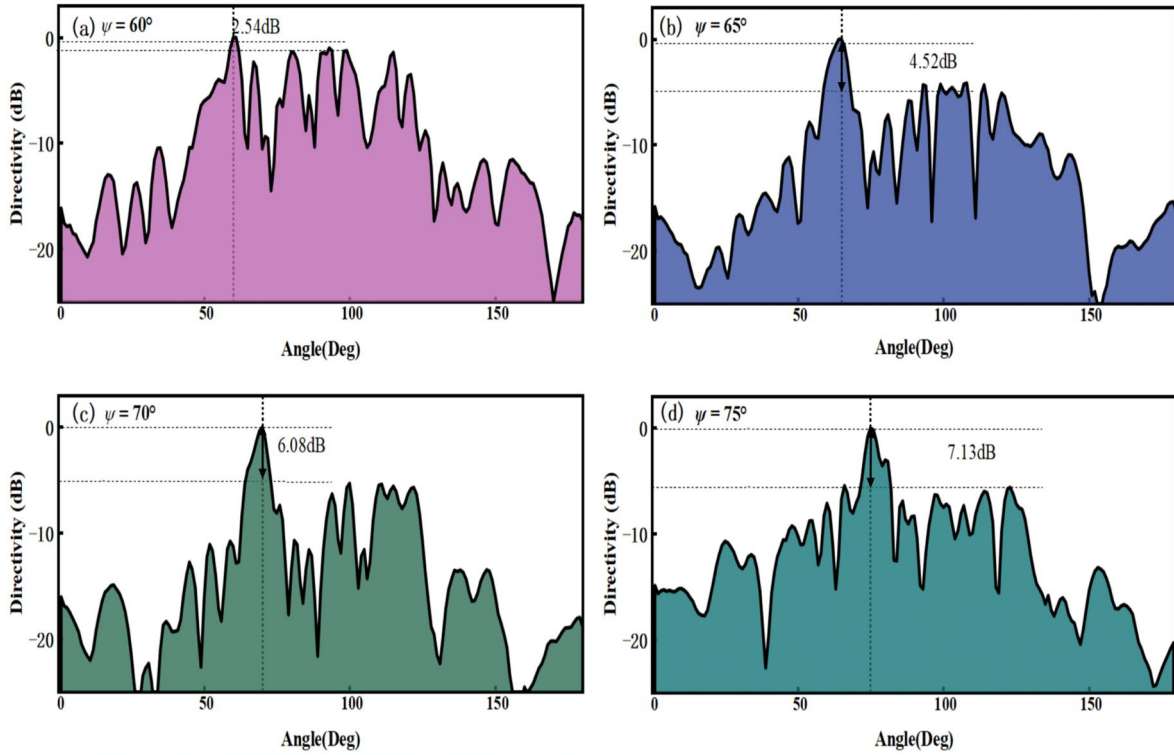 (a) ψ = 60°
2.54dB
0
−10
−20
Directivity (dB)
0 50 100 150
Angle(Deg)
(b) ψ = 65°
4.52dB
0
−10
−20
Directivity (dB)
0 50 100 150
Angle(Deg)
(c) ψ = 70°
6.08dB
0
−10
−20
Directivity (dB)
0 50 100 150
Angle(Deg)
(d) ψ = 75°
7.13dB
0
−10
−20
Directivity (dB)
0 50 100 150
Angle(Deg)